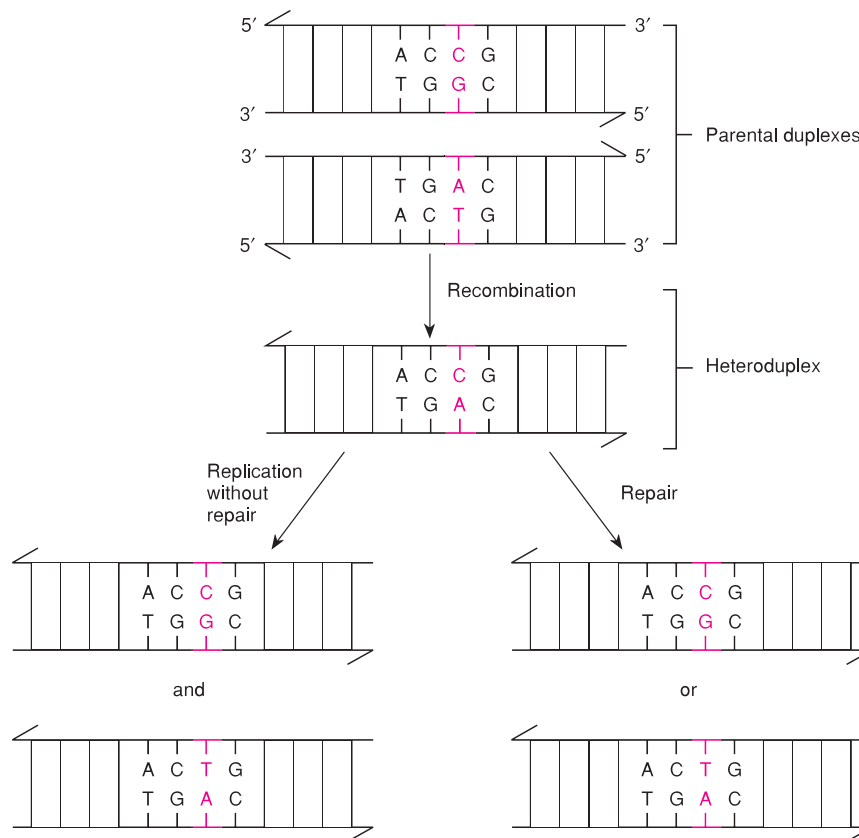 5′ 3′
A C C G
T G G C
3′ 5′
Parental duplexes
3′ 5′
T G A C
A C T G
5′ 3′
Recombination
A C C G
T G A C
Heteroduplex
Replication
without
repair
Repair
A C C G
T G G C
and
A C T G
T G A C
A C C G
T G G C
or
A C T G
T G A C